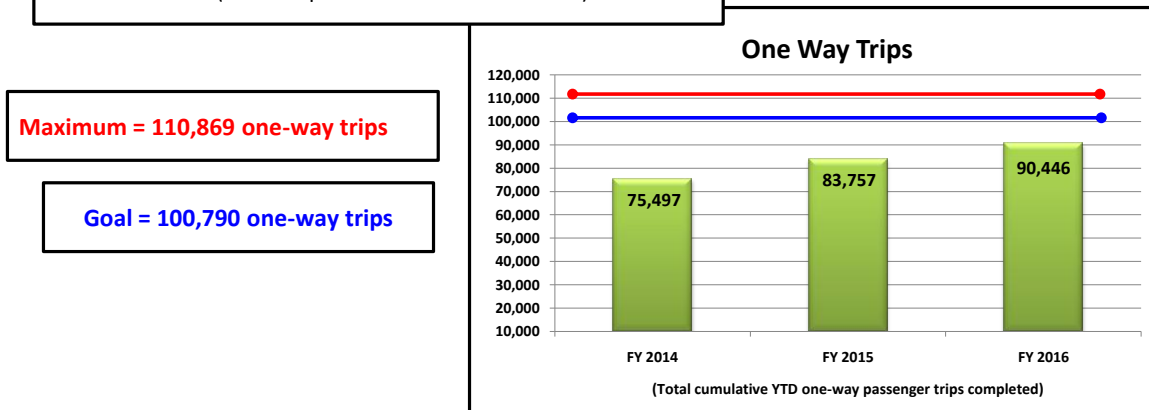 One Way Trips
120,000
110,000
100,000
90,000
80,000
70,000
60,000
50,000
40,000
30,000
20,000
10,000
75,497
83,757
90,446
FY 2014
FY 2015
FY 2016
(Total cumulative YTD one-way passenger trips completed)
Maximum = 110,869 one-way trips
Goal = 100,790 one-way trips